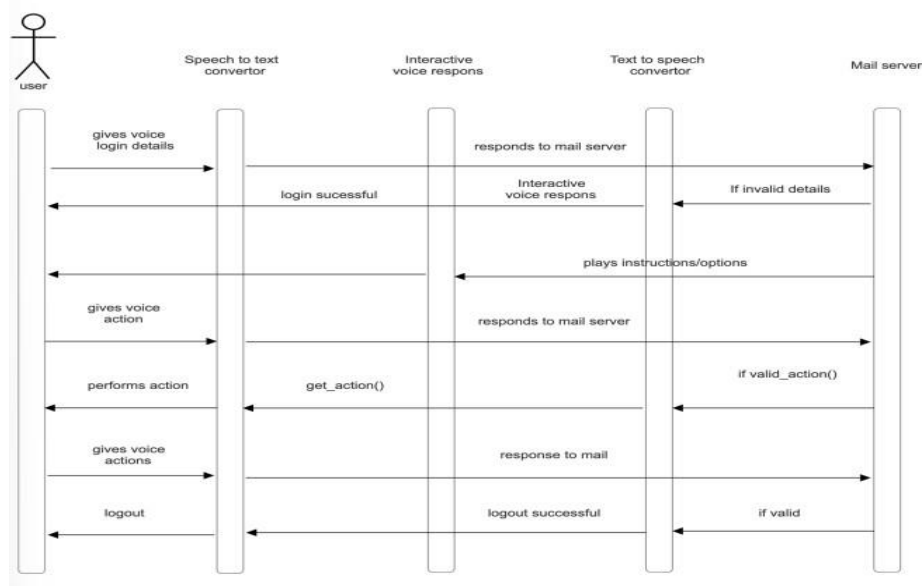 user
Speech to text
convertor
Interactive
voice respons
Text to speech
convertor
Mail server
gives voice
login details
responds to mail server
login sucessful
Interactive
voice respons
If invalid details
plays instructions/options
gives voice
action
responds to mail server
performs action
get_action()
if valid_action()
gives voice
actions
response to mail
logout
logout successful
if valid